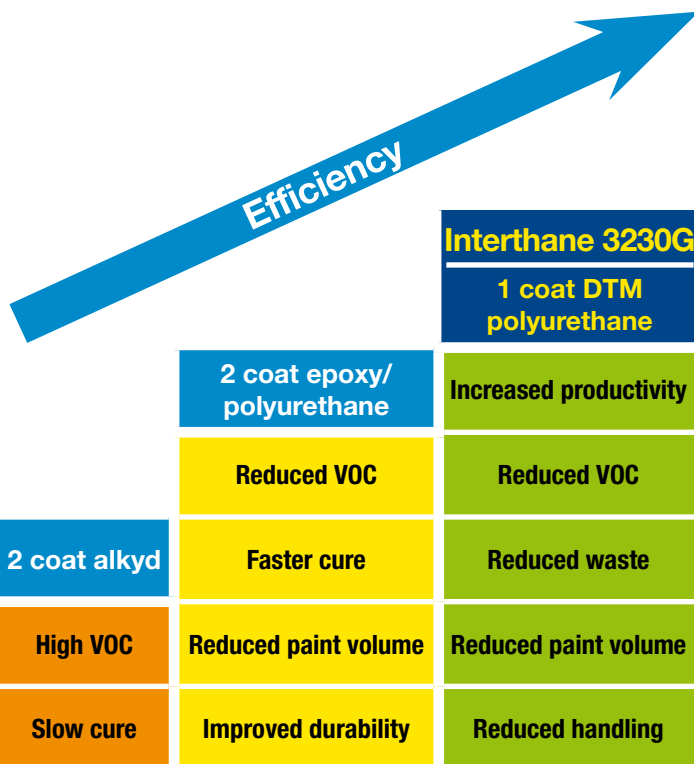 Efficiency
Interthane 3230G
1 coat DTM
polyurethane
2 coat epoxy/
polyurethane
Increased productivity
Reduced VOC
Reduced VOC
2 coat alkyd
Faster cure
Reduced waste
High VOC
Reduced paint volume
Reduced paint volume
Slow cure
Improved durability
Reduced handling